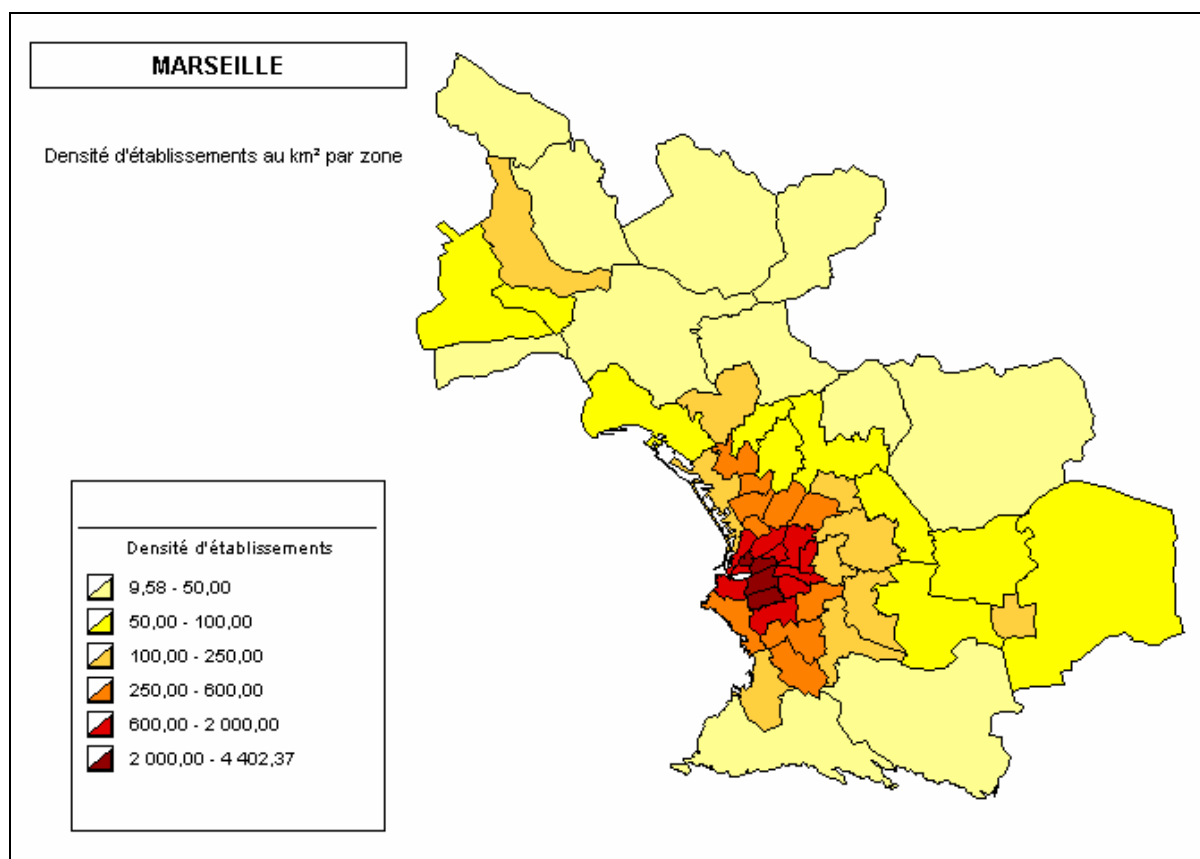 MARSEILLE
Densité d'établissements au km² par zone
Densité d'établissements
9,58 - 50,00
50,00 - 100,00
100,00 - 250,00
250,00 - 600,00
600,00 - 2 000,00
2 000,00 - 4 402,37